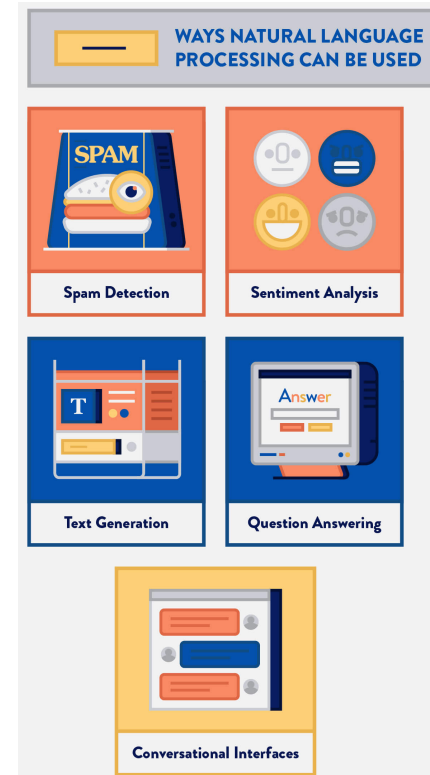 WAYS NATURAL LANGUAGE
PROCESSING CAN BE USED
SPAM
Spam Detection
Sentiment Analysis
T
Text Generation
Answer
Question Answering
Conversational Interfaces